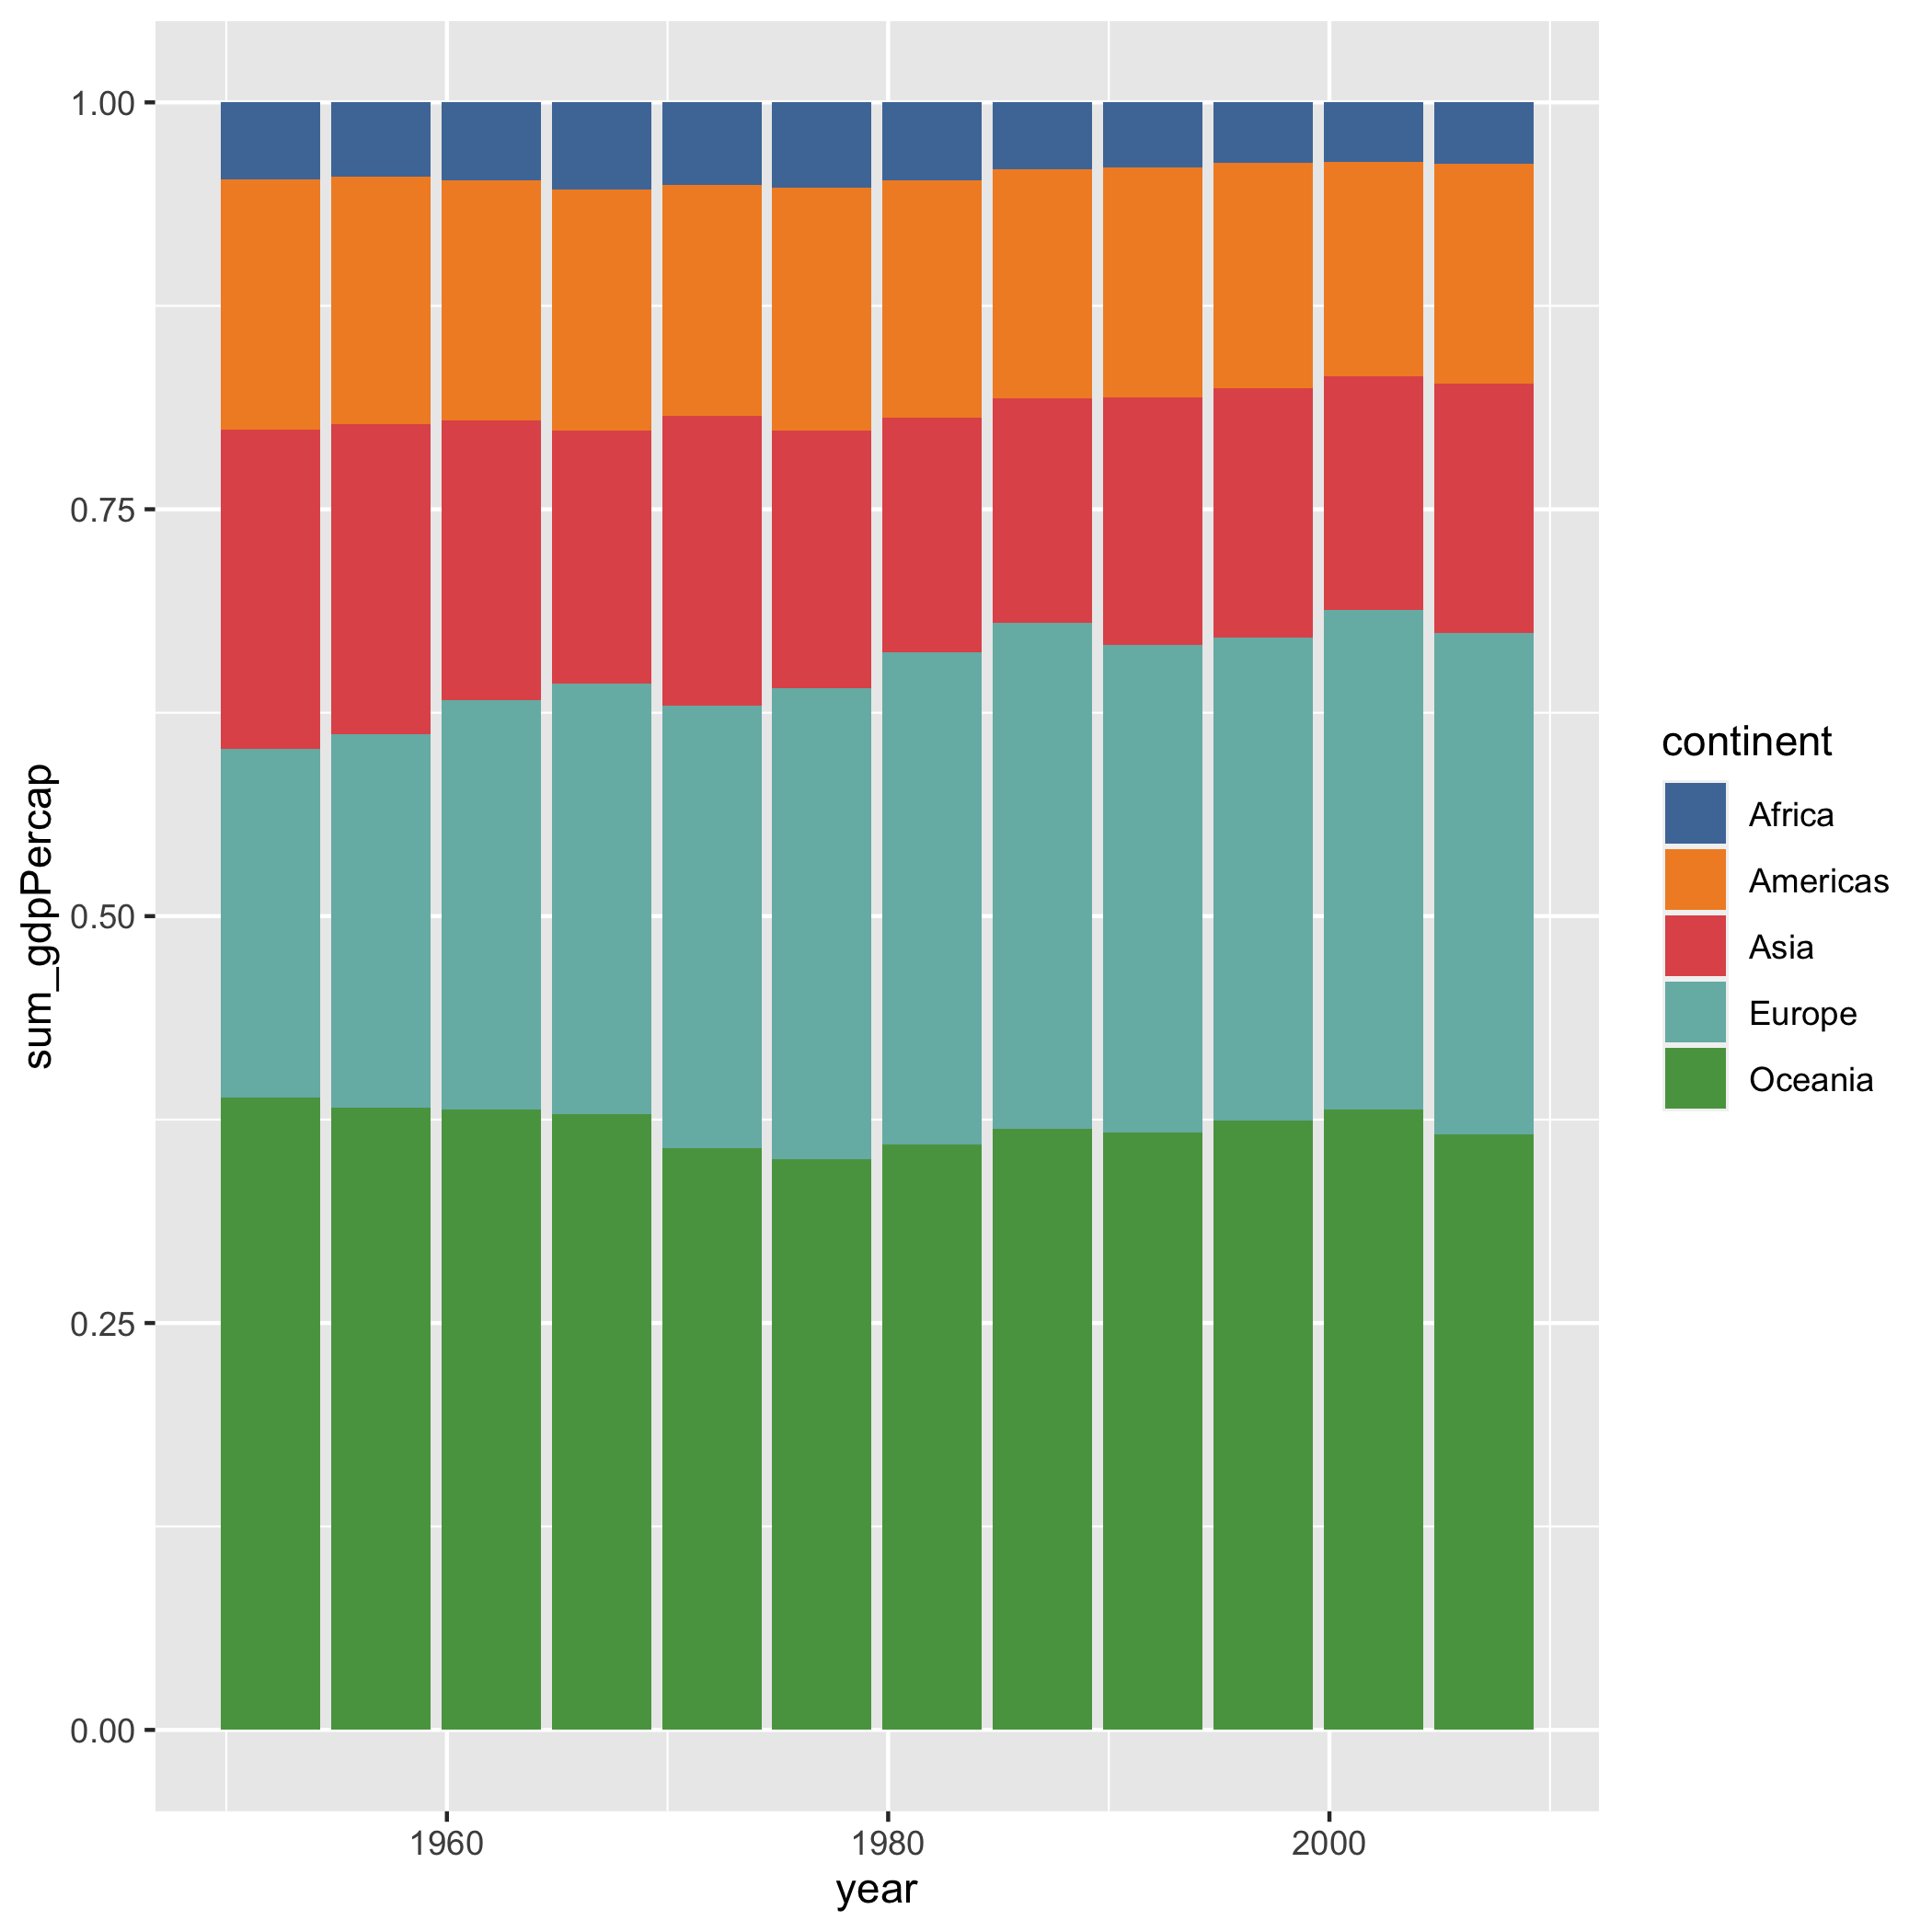 1.00
0.75
0.50
0.25
0.00
sum_gdpPercap
1960
1980
2000
year
continent
Africa
Americas
Asia
Europe
Oceania